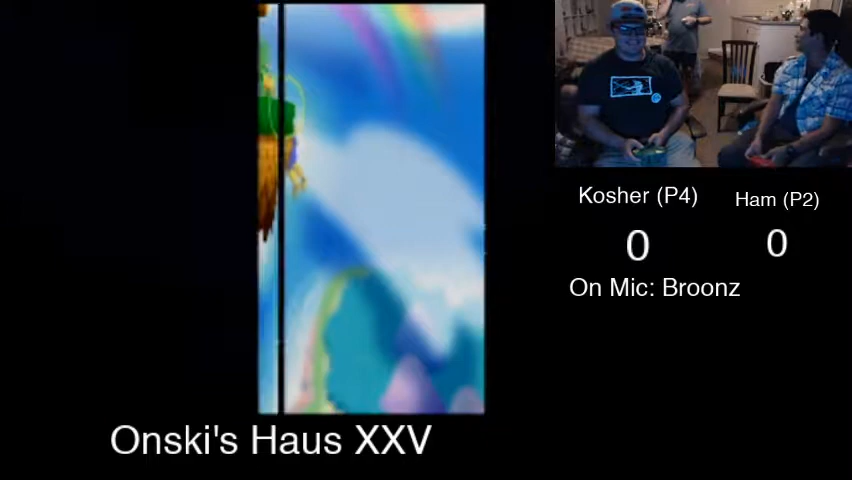 Kosher (P4)
Ham (P2)
0
0
On Mic: Broonz
Onski's Haus XXV